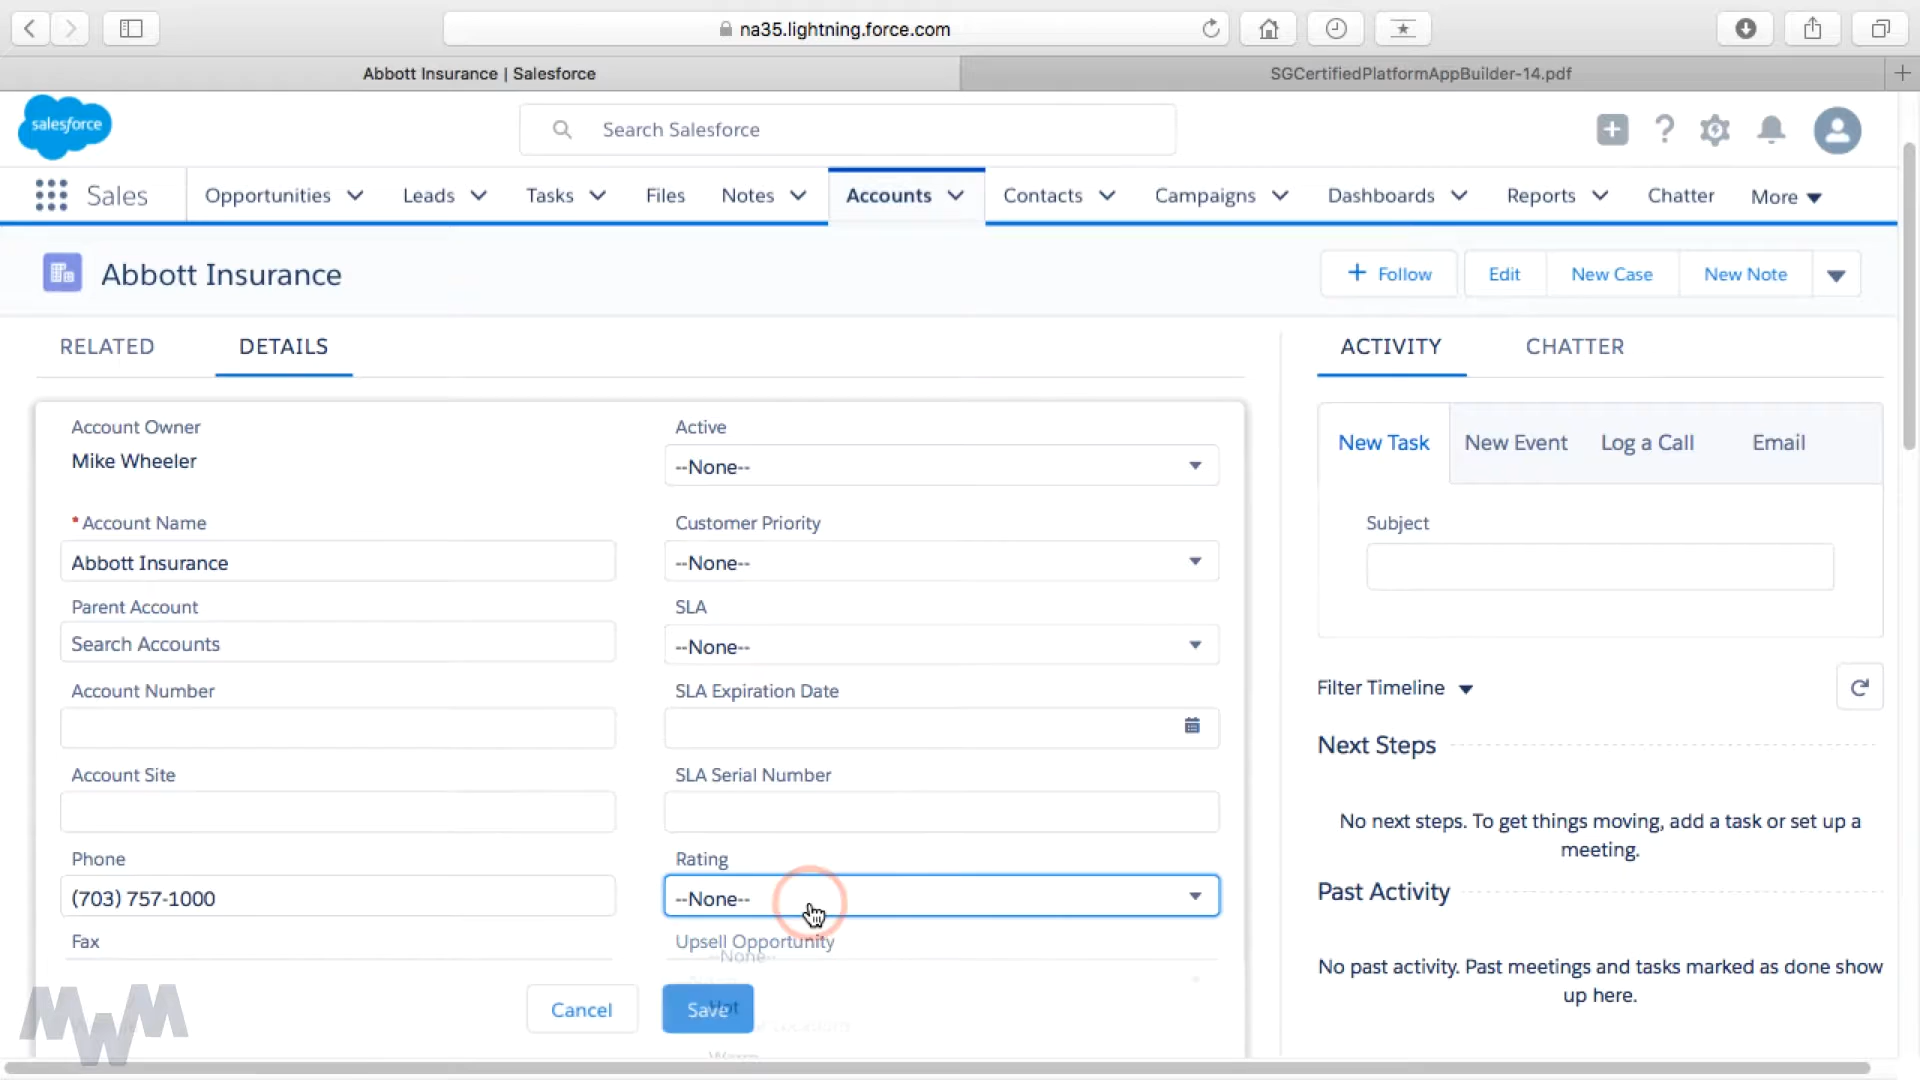 na35.lightning.force.com
Abbott Insurance | Salesforce
SGCertifiedPlatformAppBuilder-14.pdf
salesforce
Search Salesforce
Sales
Opportunities
Leads
Tasks
Files
Notes
Accounts
Contacts
Campaigns
Dashboards
Reports
Chatter
More
Abbott Insurance
Follow
Edit
New Case
New Note
RELATED
DETAILS
ACTIVITY
CHATTER
Account Owner
Mike Wheeler
Active
--None--
* Account Name
Abbott Insurance
Customer Priority
--None--
Parent Account
Search Accounts
SLA
--None--
Account Number
SLA Expiration Date
Account Site
SLA Serial Number
Phone
(703) 757-1000
Rating
--None--
Fax
Upsell Opportunity
--None--
Hot
Warm
Cancel
Save
New Task
New Event
Log a Call
Email
Subject
Filter Timeline
Next Steps
No next steps. To get things moving, add a task or set up a
meeting.
Past Activity
No past activity. Past meetings and tasks marked as done show
up here.
MWM